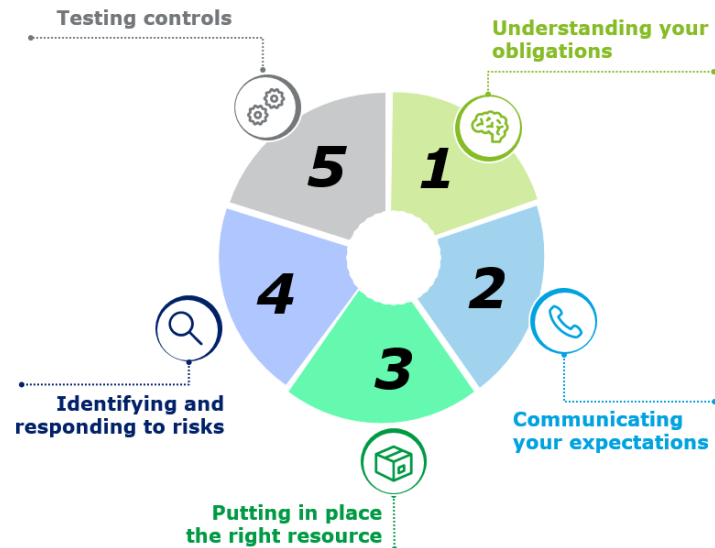 Testing controls
Understanding your
obligations
5
1
4
2
3
Identifying and
responding to risks
Communicating
your expectations
Putting in place
the right resource